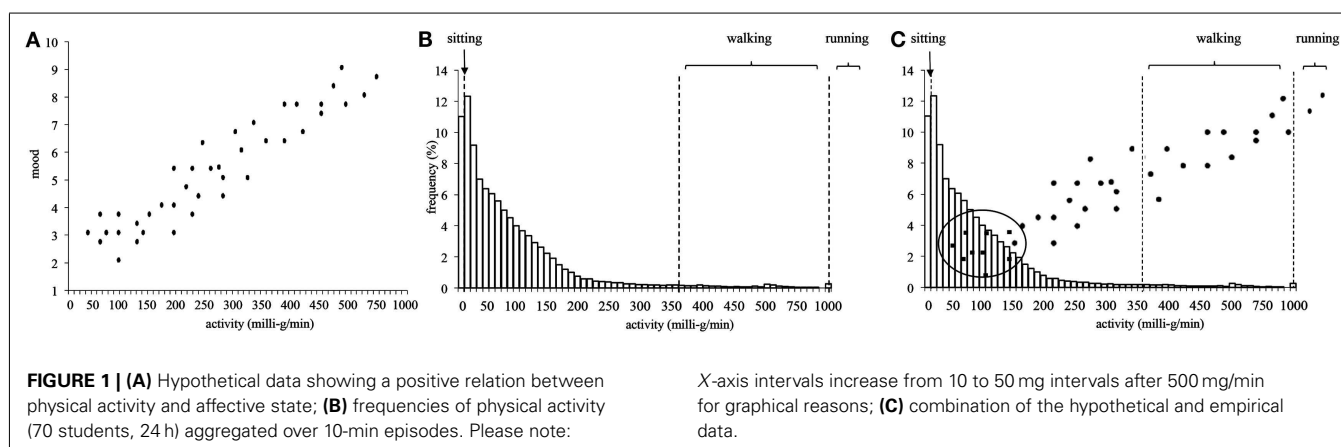 A
10
9
8
7
6
5
4
3
2
1
mood
0 50 100 150 200 250 300 350 400 450 500 750 1000
activity (milli-g/min)
B
sitting
walking
running
14
12
10
8
6
4
2
0
frequency (%)
0 50 100 150 200 250 300 350 400 450 500 750 1000
activity (milli-g/min)
C
sitting
walking
running
14
12
10
8
6
4
2
0
frequency (%)
0 50 100 150 200 250 300 350 400 450 500 750 1000
activity (milli-g/min)
FIGURE 1 | (A) Hypothetical data showing a positive relation between
physical activity and affective state; (B) frequencies of physical activity
(70 students, 24 h) aggregated over 10-min episodes. Please note:
X-axis intervals increase from 10 to 50 mg intervals after 500 mg/min
for graphical reasons; (C) combination of the hypothetical and empirical
data.